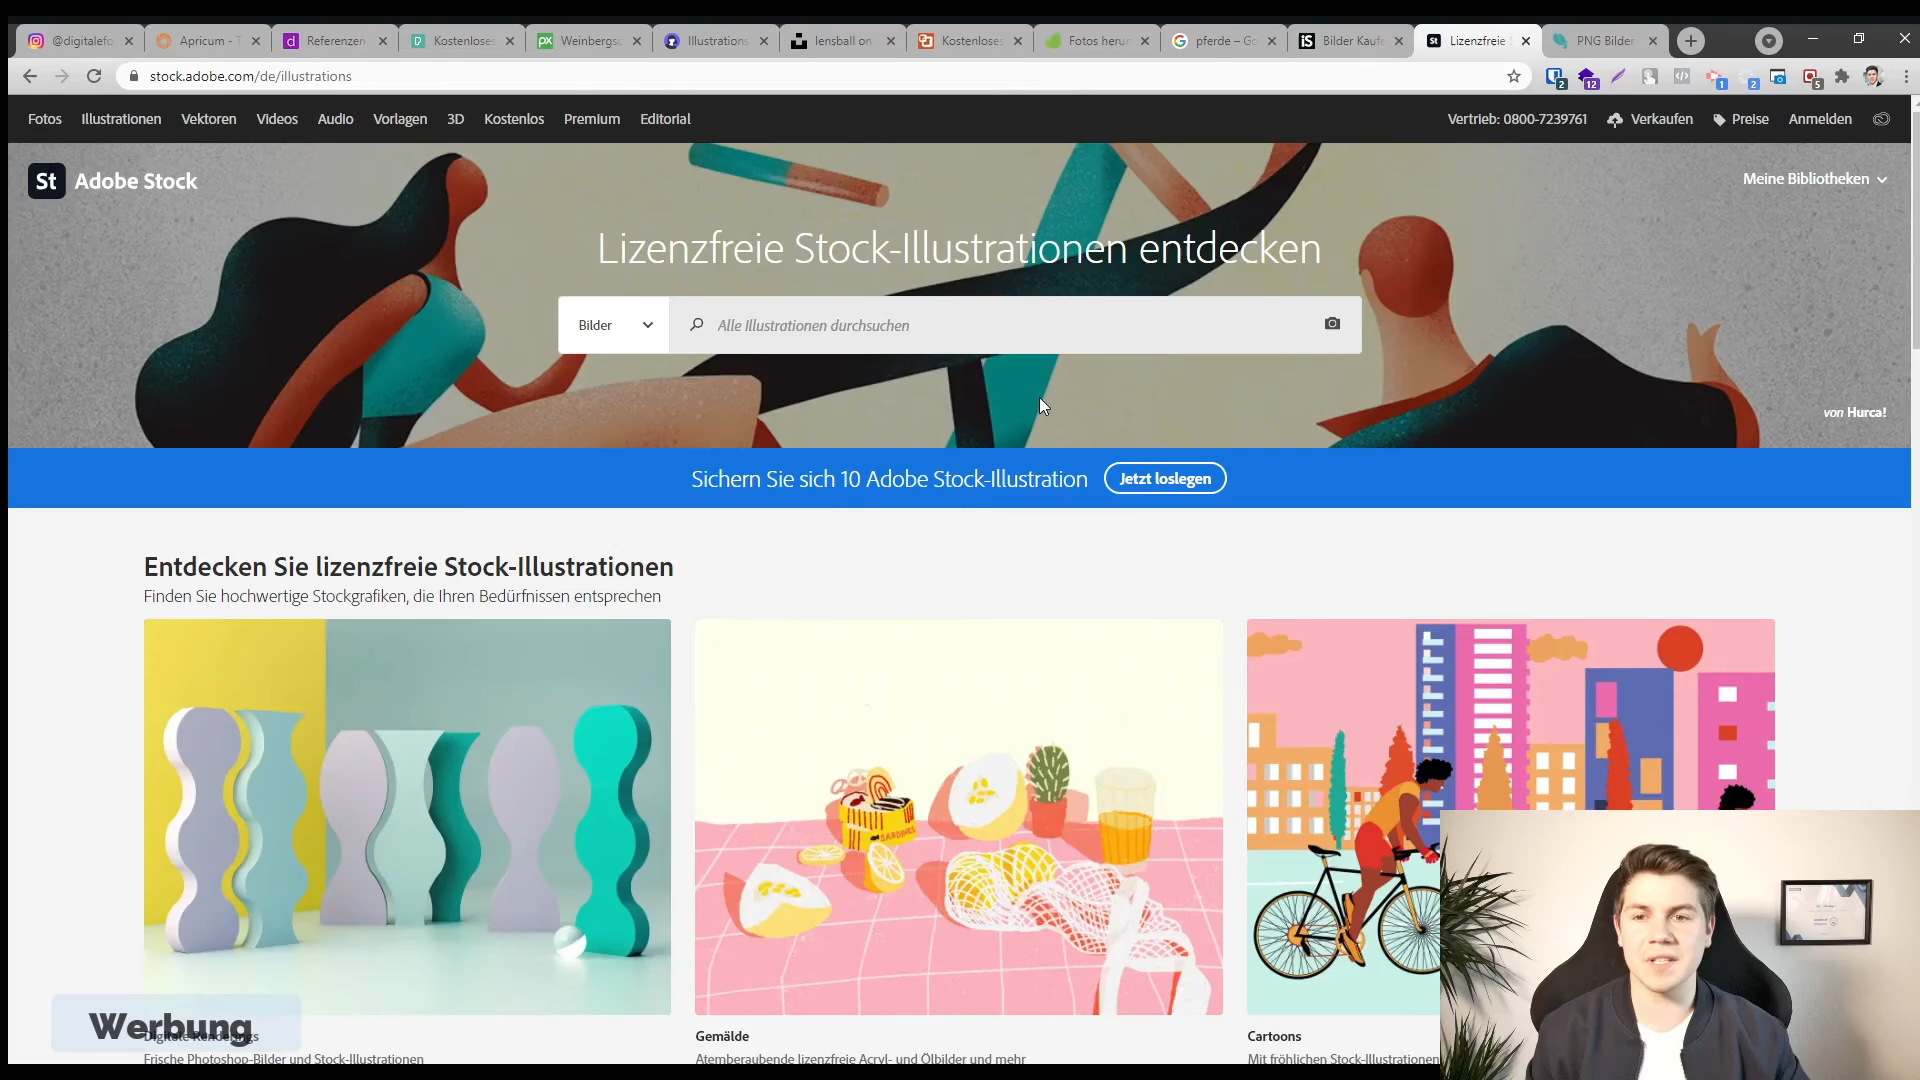 @digitalefo
Apricum - T
Referenzen
Kostenloses
Weinbergsc
Illustrations
lensball on
Kostenloses
Fotos herun
pferde – Go
Bilder Kaufe
Lizenzfreie S
PNG Bilder
stock.adobe.com/de/illustrations
Fotos
Illustrationen
Vektoren
Videos
Audio
Vorlagen
3D
Kostenlos
Premium
Editorial
Vertrieb: 0800-7239761
Verkaufen
Preise
Anmelden
St Adobe Stock
Meine Bibliotheken
Lizenzfreie Stock-Illustrationen entdecken
Bilder
Alle Illustrationen durchsuchen
von Hurca!
Sichern Sie sich 10 Adobe Stock-Illustration
Jetzt loslegen
Entdecken Sie lizenzfreie Stock-Illustrationen
Finden Sie hochwertige Stockgrafiken, die Ihren Bedürfnissen entsprechen
SARDINES
Werbung
Digitale Renderings
Frische Photoshop-Bilder und Stock-Illustrationen
Gemälde
Atemberaubende lizenzfreie Acryl- und Ölbilder und mehr
Cartoons
Mit fröhlichen Stock-Illustrationen